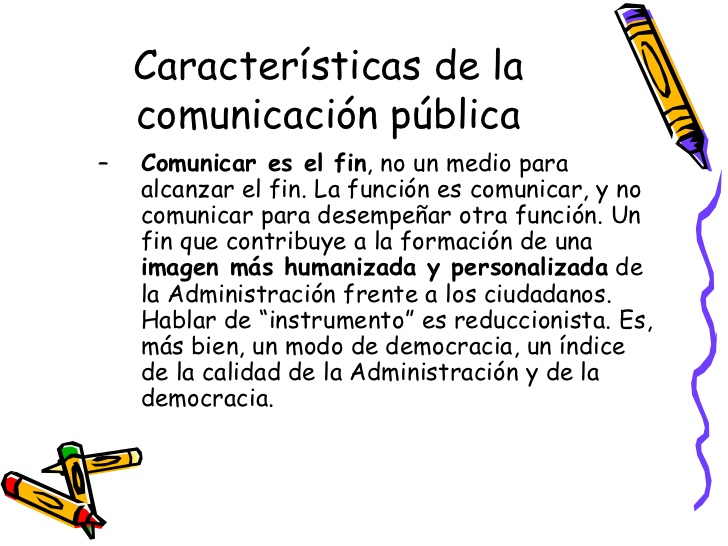 Características de la
comunicación pública
– Comunicar es el fin, no un medio para
alcanzar el fin. La función es comunicar, y no
comunicar para desempeñar otra función. Un
fin que contribuye a la formación de una
imagen más humanizada y personalizada de
la Administración frente a los ciudadanos.
Hablar de “instrumento” es reduccionista. Es,
más bien, un modo de democracia, un índice
de la calidad de la Administración y de la
democracia.